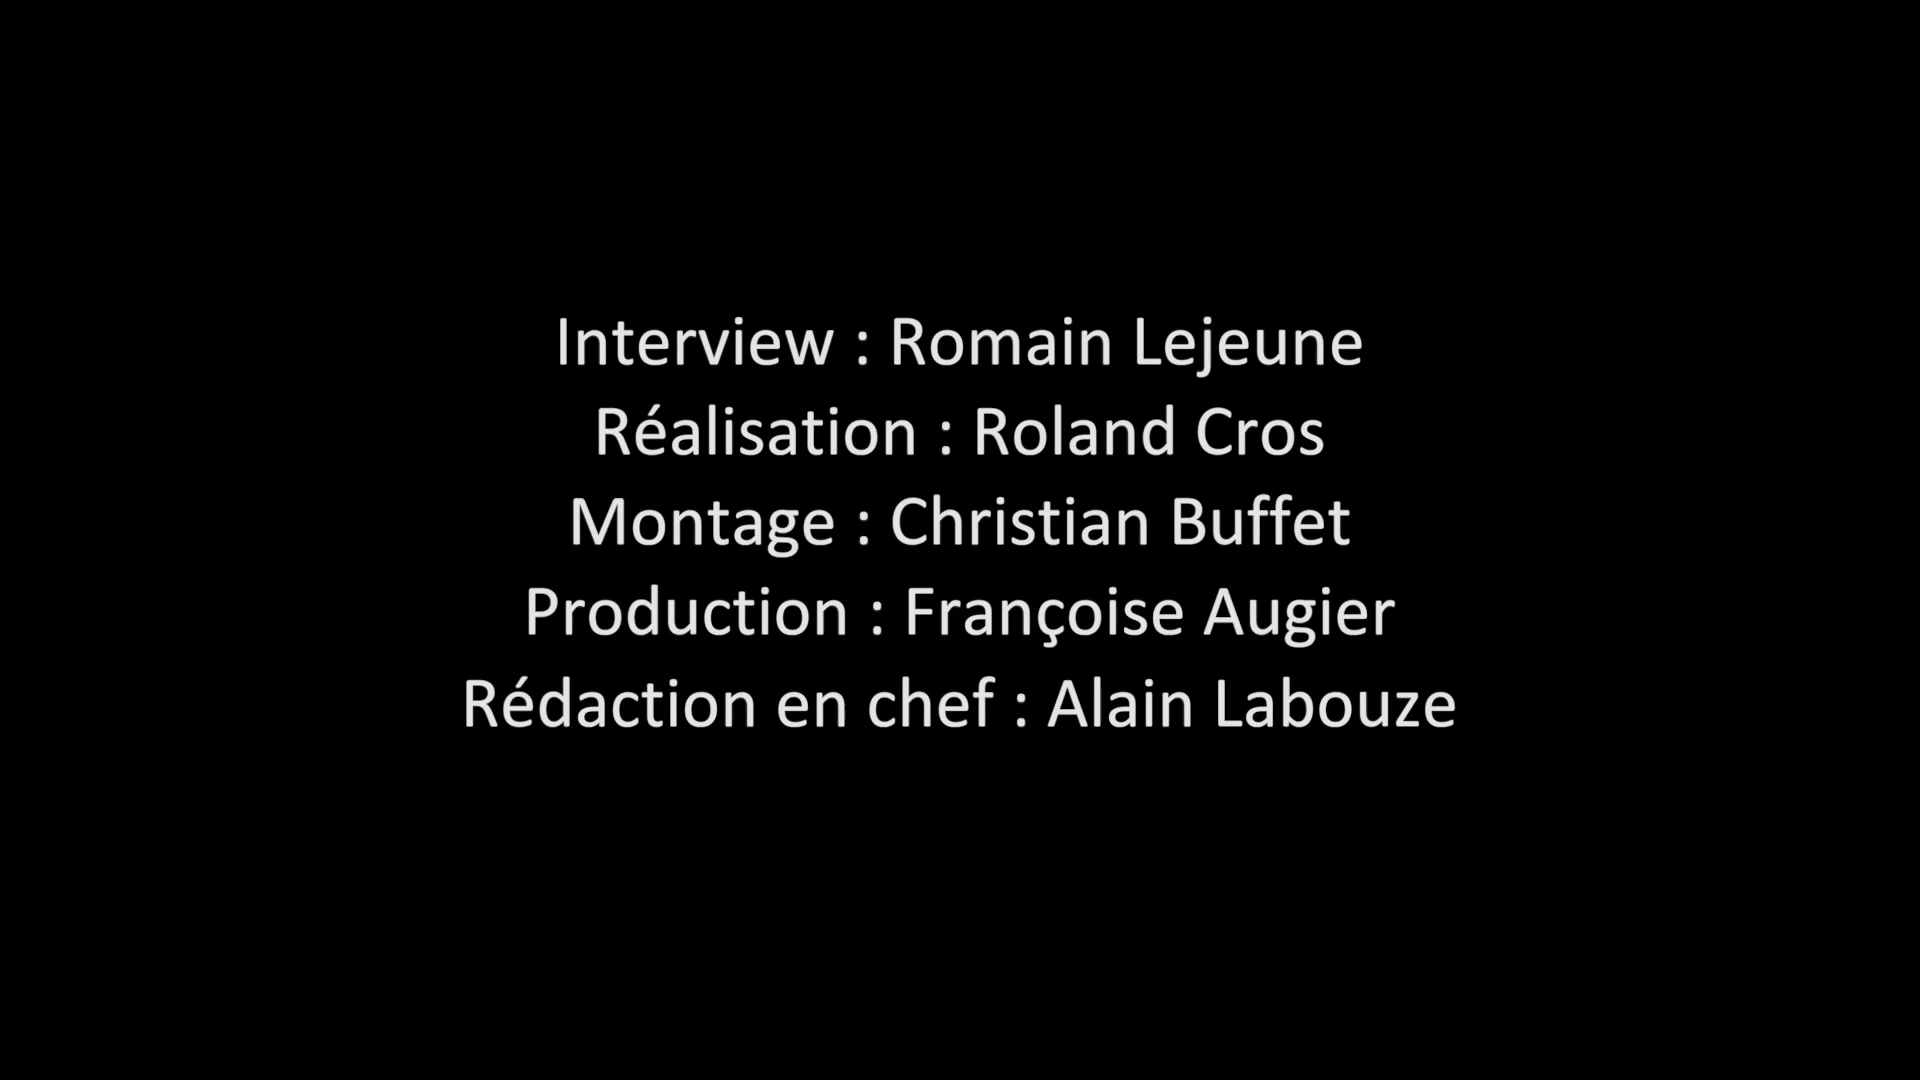 Interview : Romain Lejeune
Réalisation : Roland Cros
Montage : Christian Buffet
Production : Françoise Augier
Rédaction en chef : Alain Labouze